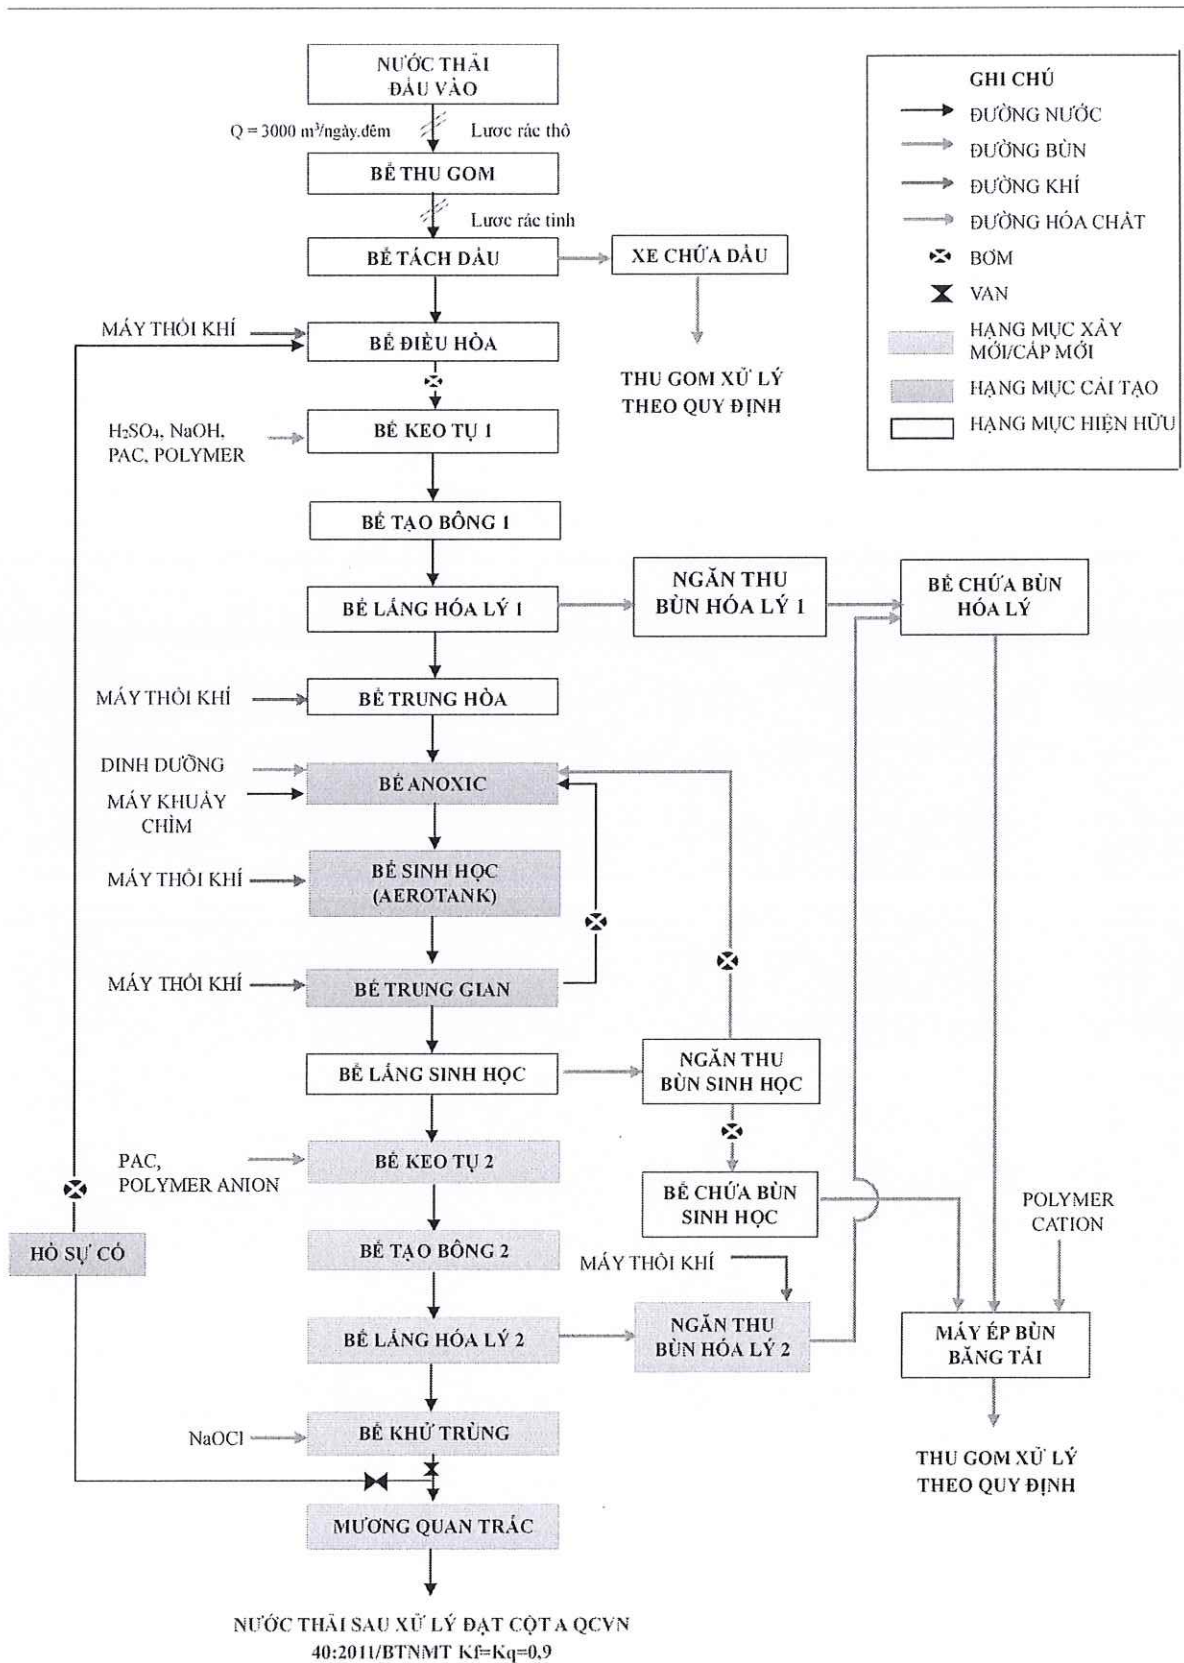 NƯỚC THẢI
ĐẦU VÀO
Q = 3000 m³/ngày.đêm
Lược rác thô
BỂ THU GOM
Lược rác tinh
BỂ TÁCH DẦU
XE CHỨA DẦU
THU GOM XỬ LÝ
THEO QUY ĐỊNH
MÁY THỔI KHÍ
BỂ ĐIỀU HÒA
H₂SO₄, NaOH,
PAC, POLYMER
BỂ KEO TỤ 1
BỂ TẠO BÔNG 1
BỂ LẮNG HÓA LÝ 1
NGĂN THU
BÙN HÓA LÝ 1
BỂ CHỨA BÙN
HÓA LÝ
MÁY THỔI KHÍ
BỂ TRUNG HÒA
DINH DƯỠNG
BỂ ANOXIC
MÁY KHUẤY
CHÌM
MÁY THỔI KHÍ
BỂ SINH HỌC
(AEROTANK)
MÁY THỔI KHÍ
BỂ TRUNG GIAN
BỂ LẮNG SINH HỌC
NGĂN THU
BÙN SINH HỌC
PAC,
POLYMER ANION
BỂ KEO TỤ 2
BỂ CHỨA BÙN
SINH HỌC
POLYMER
CATION
HỒ SỰ CỐ
BỂ TẠO BÔNG 2
MÁY THỔI KHÍ
BỂ LẮNG HÓA LÝ 2
NGĂN THU
BÙN HÓA LÝ 2
MÁY ÉP BÙN
BĂNG TẢI
NaOCl
BỂ KHỬ TRÙNG
THU GOM XỬ LÝ
THEO QUY ĐỊNH
MƯƠNG QUAN TRẮC
NƯỚC THẢI SAU XỬ LÝ ĐẠT CỘT A QCVN
40:2011/BTNMT Kf=Kq=0,9
GHI CHÚ
ĐƯỜNG NƯỚC
ĐƯỜNG BÙN
ĐƯỜNG KHÍ
ĐƯỜNG HÓA CHẤT
BƠM
VAN
HẠNG MỤC XÂY
MỚI/CẤP MỚI
HẠNG MỤC CẢI TẠO
HẠNG MỤC HIỆN HỮU